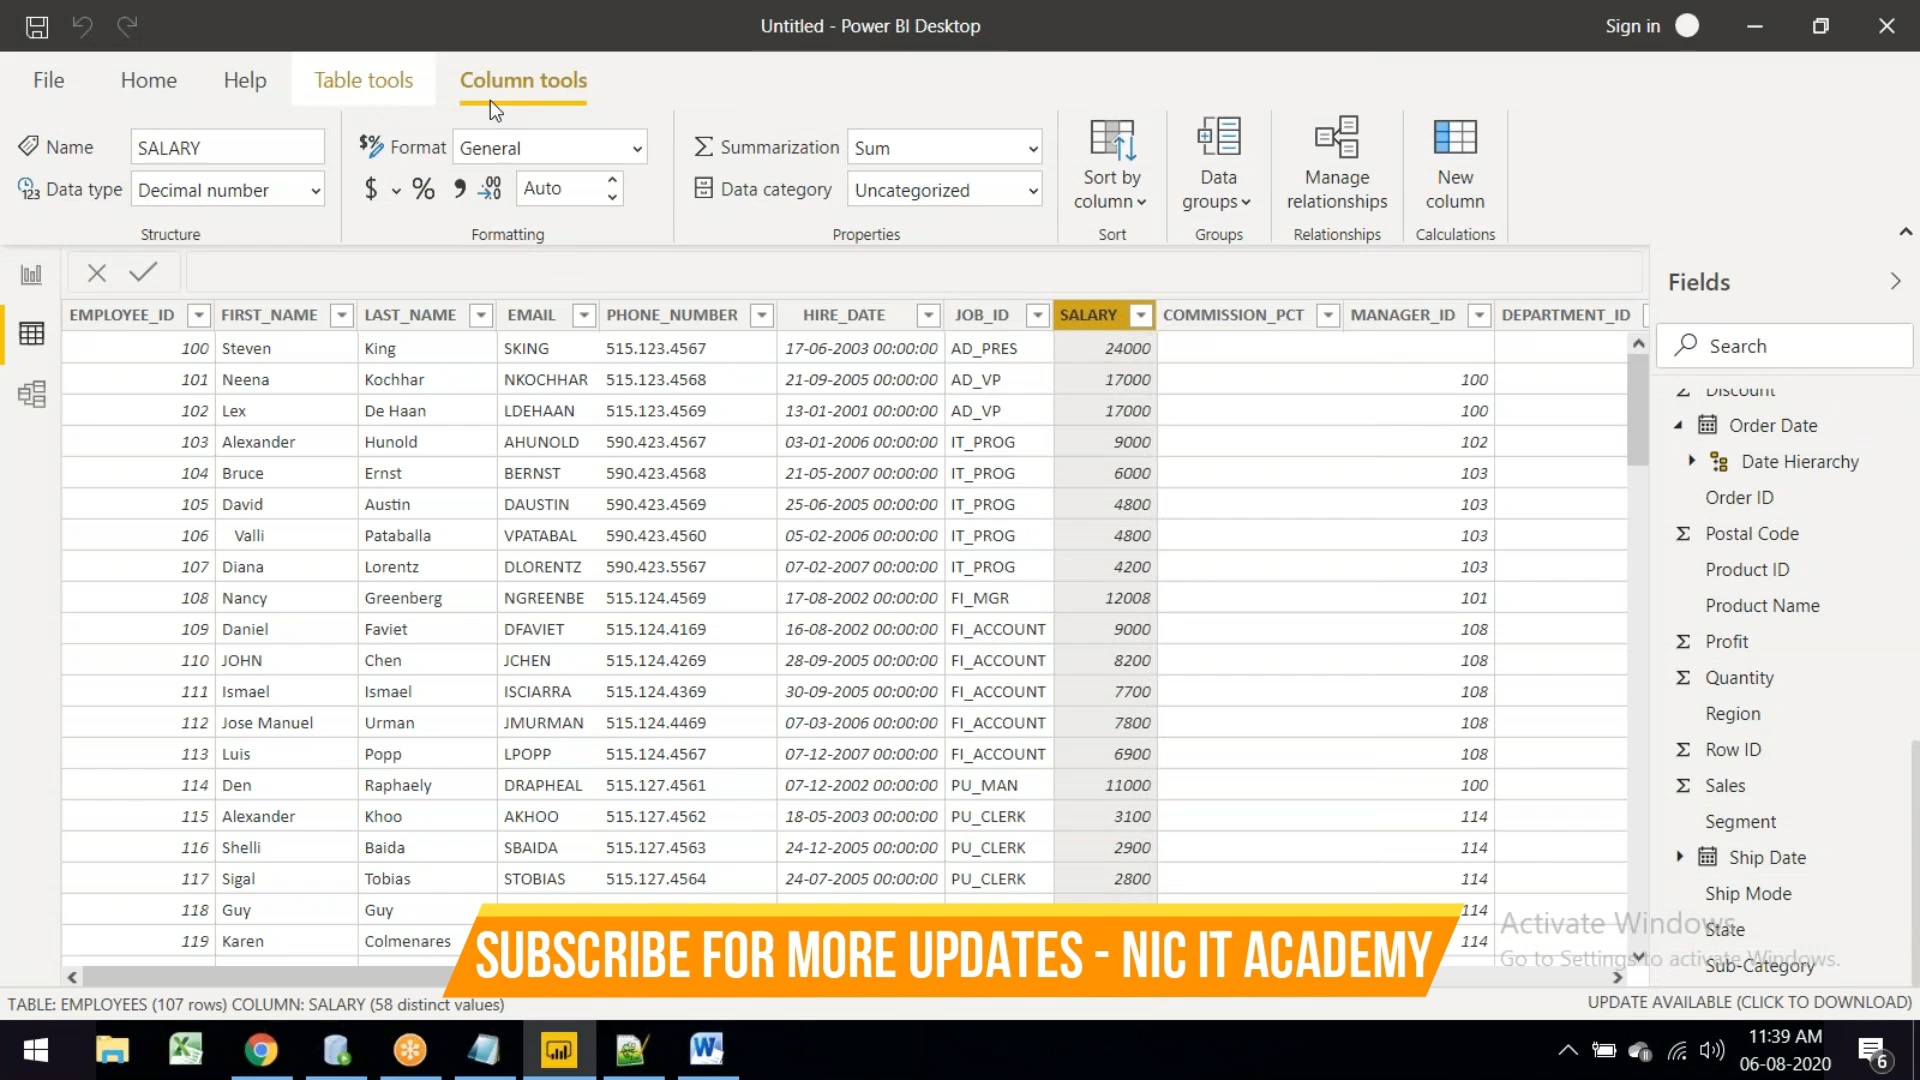 Untitled - Power BI Desktop
Sign in
File Home Help Table tools Column tools
Name SALARY
Data type Decimal number
Structure
$% Format General
$ % 9 .00 Auto
Formatting
Summarization Sum
Data category Uncategorized
Properties
Sort by
column
Sort
Data
groups
Groups
Manage
relationships
Relationships
New
column
Calculations
EMPLOYEE_ID FIRST_NAME LAST_NAME EMAIL PHONE_NUMBER HIRE_DATE JOB_ID SALARY COMMISSION_PCT MANAGER_ID DEPARTMENT_ID
100 Steven King SKING 515.123.4567 17-06-2003 00:00:00 AD_PRES 24000
101 Neena Kochhar NKOCHHAR 515.123.4568 21-09-2005 00:00:00 AD_VP 17000 100
102 Lex De Haan LDEHAAN 515.123.4569 13-01-2001 00:00:00 AD_VP 17000 100
103 Alexander Hunold AHUNOLD 590.423.4567 03-01-2006 00:00:00 IT_PROG 9000 102
104 Bruce Ernst BERNST 590.423.4568 21-05-2007 00:00:00 IT_PROG 6000 103
105 David Austin DAUSTIN 590.423.4569 25-06-2005 00:00:00 IT_PROG 4800 103
106 Valli Pataballa VPATABAL 590.423.4560 05-02-2006 00:00:00 IT_PROG 4800 103
107 Diana Lorentz DLORENTZ 590.423.5567 07-02-2007 00:00:00 IT_PROG 4200 103
108 Nancy Greenberg NGREENBE 515.124.4569 17-08-2002 00:00:00 FI_MGR 12008 101
109 Daniel Faviet DFAVIET 515.124.4169 16-08-2002 00:00:00 FI_ACCOUNT 9000 108
110 JOHN Chen JCHEN 515.124.4269 28-09-2005 00:00:00 FI_ACCOUNT 8200 108
111 Ismael Ismael ISCIARRA 515.124.4369 30-09-2005 00:00:00 FI_ACCOUNT 7700 108
112 Jose Manuel Urman JMURMAN 515.124.4469 07-03-2006 00:00:00 FI_ACCOUNT 7800 108
113 Luis Popp LPOPP 515.124.4567 07-12-2007 00:00:00 FI_ACCOUNT 6900 108
114 Den Raphaely DRAPHEAL 515.127.4561 07-12-2002 00:00:00 PU_MAN 11000 100
115 Alexander Khoo AKHOO 515.127.4562 18-05-2003 00:00:00 PU_CLERK 3100 114
116 Shelli Baida SBAIDA 515.127.4563 24-12-2005 00:00:00 PU_CLERK 2900 114
117 Sigal Tobias STOBIAS 515.127.4564 24-07-2005 00:00:00 PU_CLERK 2800 114
118 Guy Guy 114
119 Karen Colmenares 114
SUBSCRIBE FOR MORE UPDATES - NIC IT ACADEMY
Fields
Search
Discount
Order Date
Date Hierarchy
Order ID
Σ Postal Code
Product ID
Product Name
Σ Profit
Σ Quantity
Region
Σ Row ID
Σ Sales
Segment
Ship Date
Ship Mode
State
Sub-Category
Activate Windows
Go to Settings to activate Windows.
TABLE: EMPLOYEES (107 rows) COLUMN: SALARY (58 distinct values)
UPDATE AVAILABLE (CLICK TO DOWNLOAD)
11:39 AM
06-08-2020
6